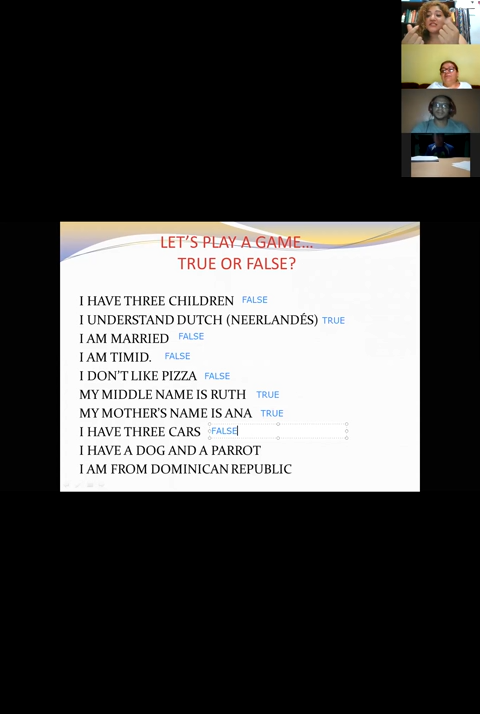 LET'S PLAY A GAME...
TRUE OR FALSE?
I HAVE THREE CHILDREN FALSE
I UNDERSTAND DUTCH (NEERLANDÉS) TRUE
I AM MARRIED FALSE
I AM TIMID. FALSE
I DON'T LIKE PIZZA FALSE
MY MIDDLE NAME IS RUTH TRUE
MY MOTHER'S NAME IS ANA TRUE
I HAVE THREE CARS FALSE
I HAVE A DOG AND A PARROT
I AM FROM DOMINICAN REPUBLIC